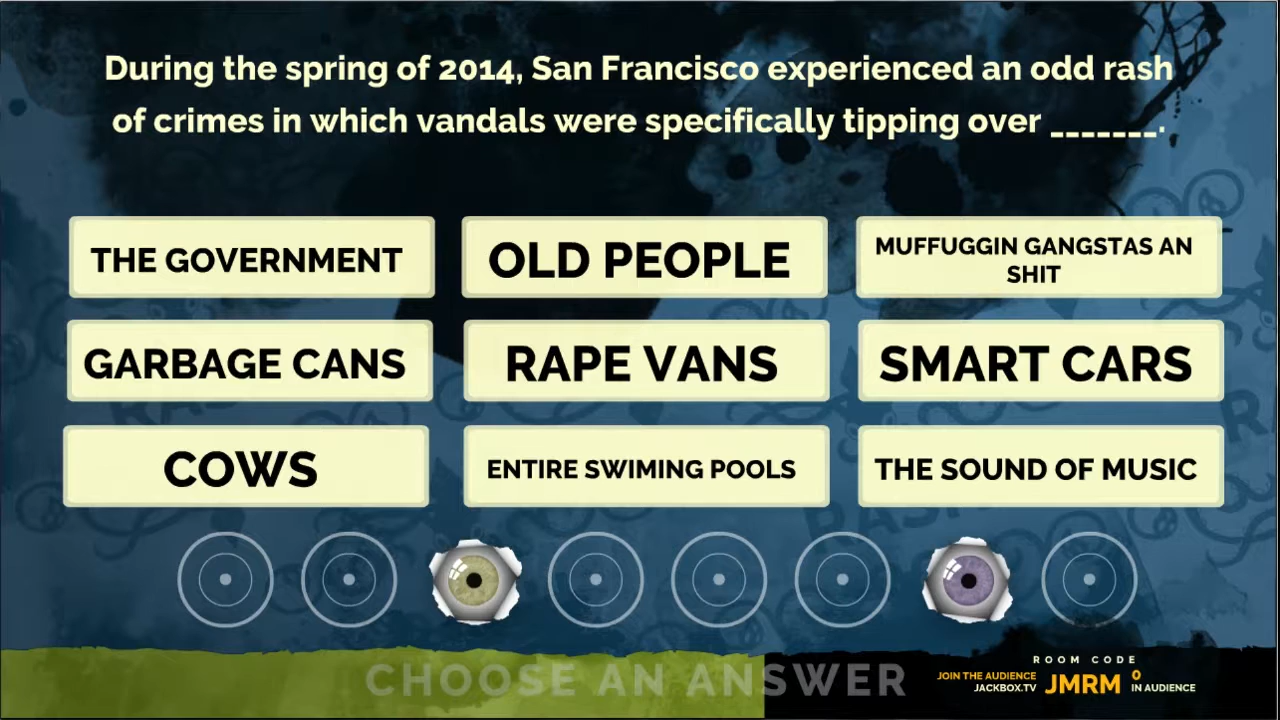 During the spring of 2014, San Francisco experienced an odd rash
of crimes in which vandals were specifically tipping over _______.
THE GOVERNMENT
OLD PEOPLE
MUFFUGGIN GANGSTAS AN
SHIT
GARBAGE CANS
RAPE VANS
SMART CARS
COWS
ENTIRE SWIMING POOLS
THE SOUND OF MUSIC
CHOOSE AN ANSWER
ROOM CODE
JOIN THE AUDIENCE
JACKBOX.TV
JMRM
0
IN AUDIENCE